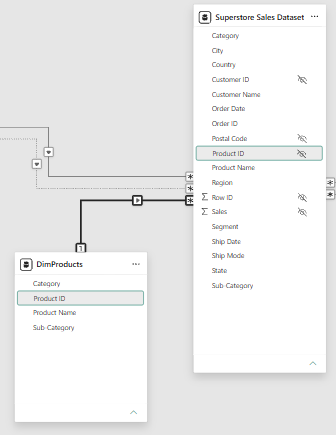 Superstore Sales Dataset
Category
City
Country
Customer ID
Customer Name
Order Date
Order ID
Postal Code
Product ID
Product Name
Region
Row ID
Sales
Segment
Ship Date
Ship Mode
State
Sub-Category
1
DimProducts
Category
Product ID
Product Name
Sub-Category